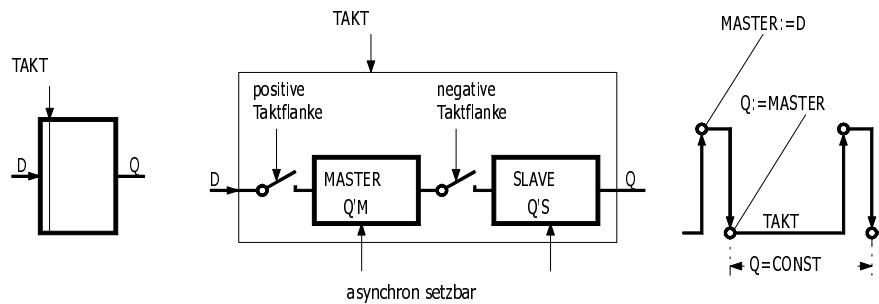 TAKT
D
Q
TAKT
positive
Taktflanke
negative
Taktflanke
D
MASTER
Q'M
SLAVE
Q'S
Q
asynchron setzbar
MASTER:=D
Q:=MASTER
TAKT
Q=CONST